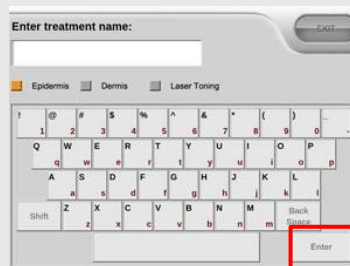 Enter treatment name:
EXIT
Epidermis Dermis Laser Toning
! 1 @ 2 # 3 $ 4 % 5 ^ 6 & 7 * 8 ( 9 ) 0 _ -
Q q W w E e R r T t Y y U u I i O o P p
A a S s D d F f G g H h J j K k L l
Shift Z z X x C c V v B b N n M m Back
Space
Enter